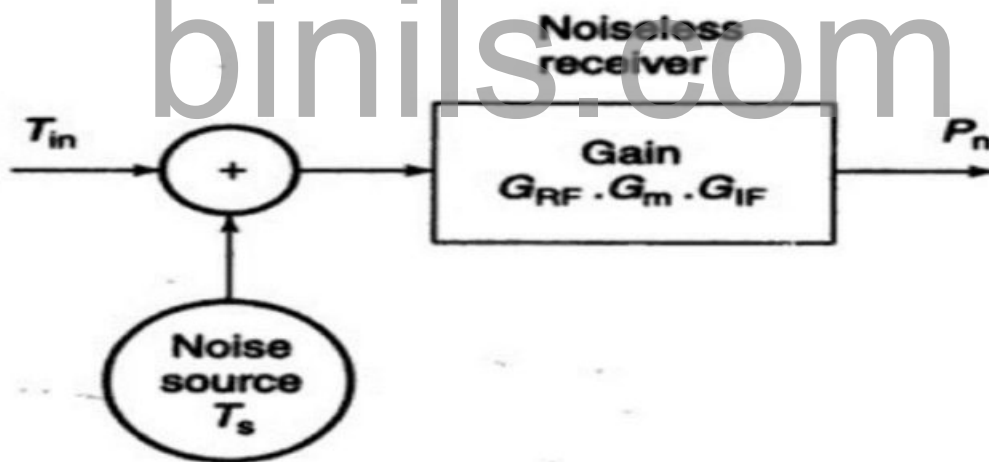 binils.com
Noiseless
receiver
T_in
+
Gain
G_RF . G_m . G_IF
P_n
Noise
source
T_s